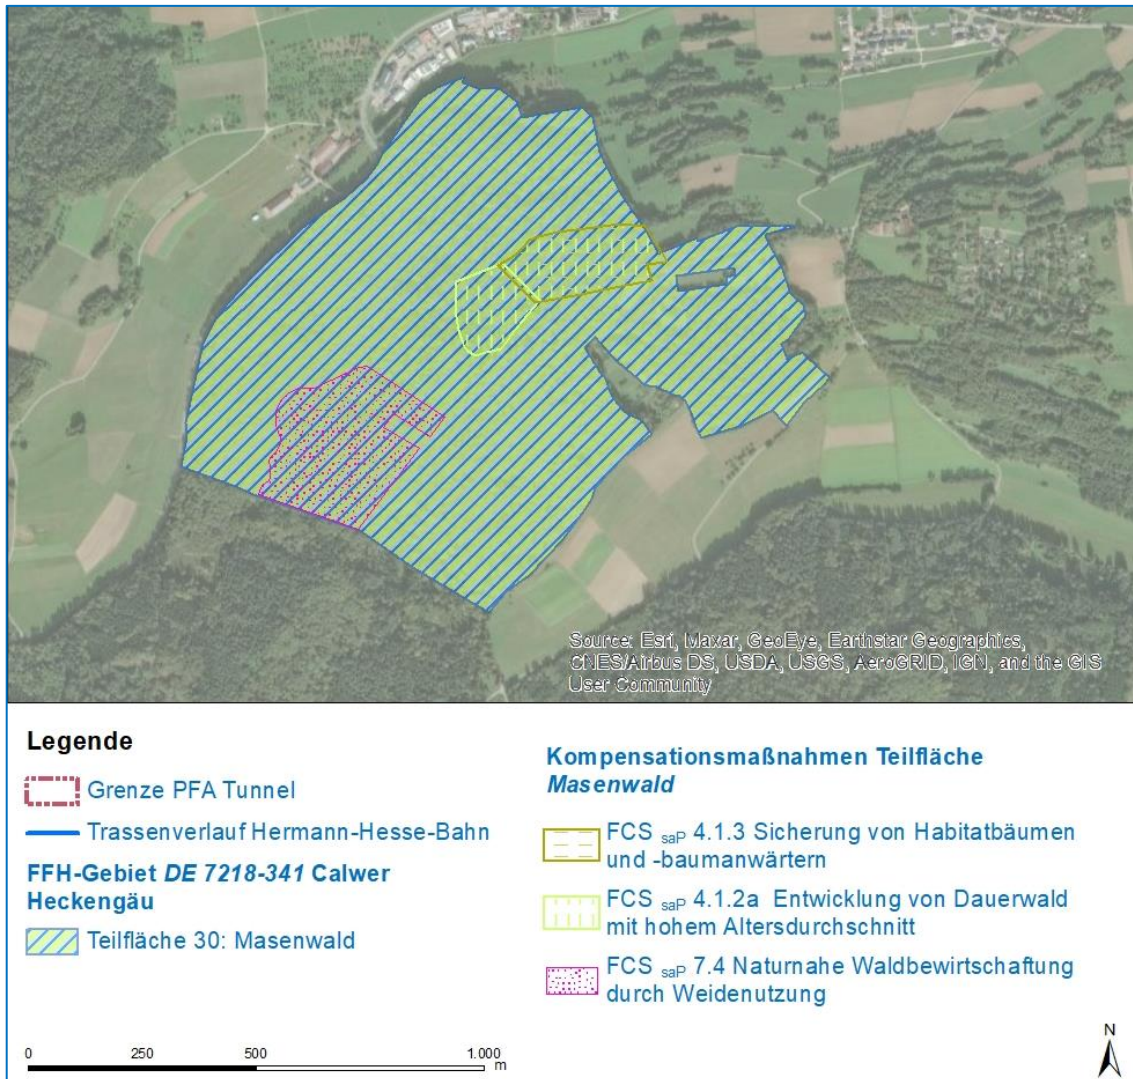 Source: Esri, Maxar, GeoEye, Earthstar Geographics,
CNES/Airbus DS, USDA, USGS, AeroGRID, IGN, and the GIS
User Community
Legende
Grenze PFA Tunnel
Trassenverlauf Hermann-Hesse-Bahn
FFH-Gebiet DE 7218-341 Calwer
Heckengäu
Teilfläche 30: Masenwald
Kompensationsmaßnahmen Teilfläche
Masenwald
FCS saP 4.1.3 Sicherung von Habitatbäumen
und -baumanwärtern
FCS saP 4.1.2a Entwicklung von Dauerwald
mit hohem Altersdurchschnitt
FCS saP 7.4 Naturnahe Waldbewirtschaftung
durch Weidenutzung
0 250 500 1.000
m
N